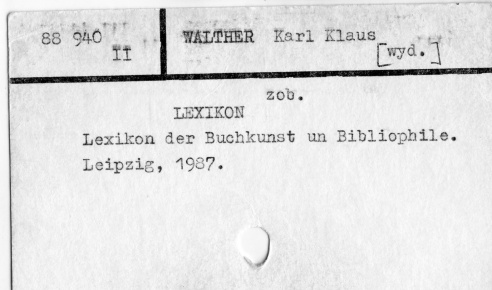 88 940 WALTHER Karl Klaus
II [wyd.]
zob.
LEXIKON
Lexikon der Buchkunst un Bibliophile.
Leipzig, 1987.